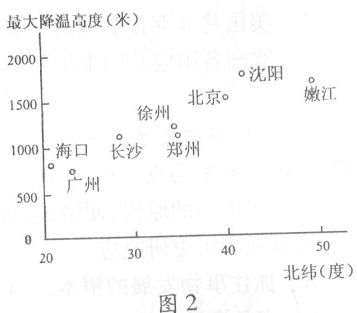 最大降温高度(米)
2000
1500
1000
500
0
沈阳
北京
嫩江
徐州
郑州
长沙
海口
广州
20
30
40
50
北纬(度)
图2